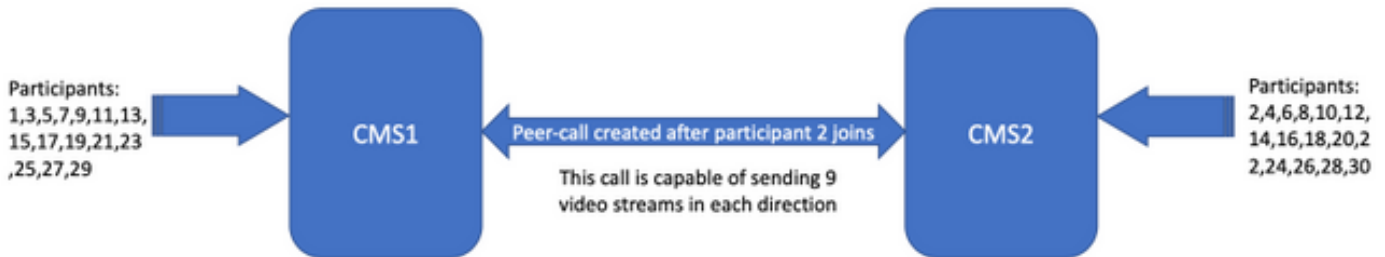 Participants:
1,3,5,7,9,11,13,
15,17,19,21,23
,25,27,29
CMS1
Peer-call created after participant 2 joins
This call is capable of sending 9
video streams in each direction
CMS2
Participants:
2,4,6,8,10,12,
14,16,18,20,2
2,24,26,28,30